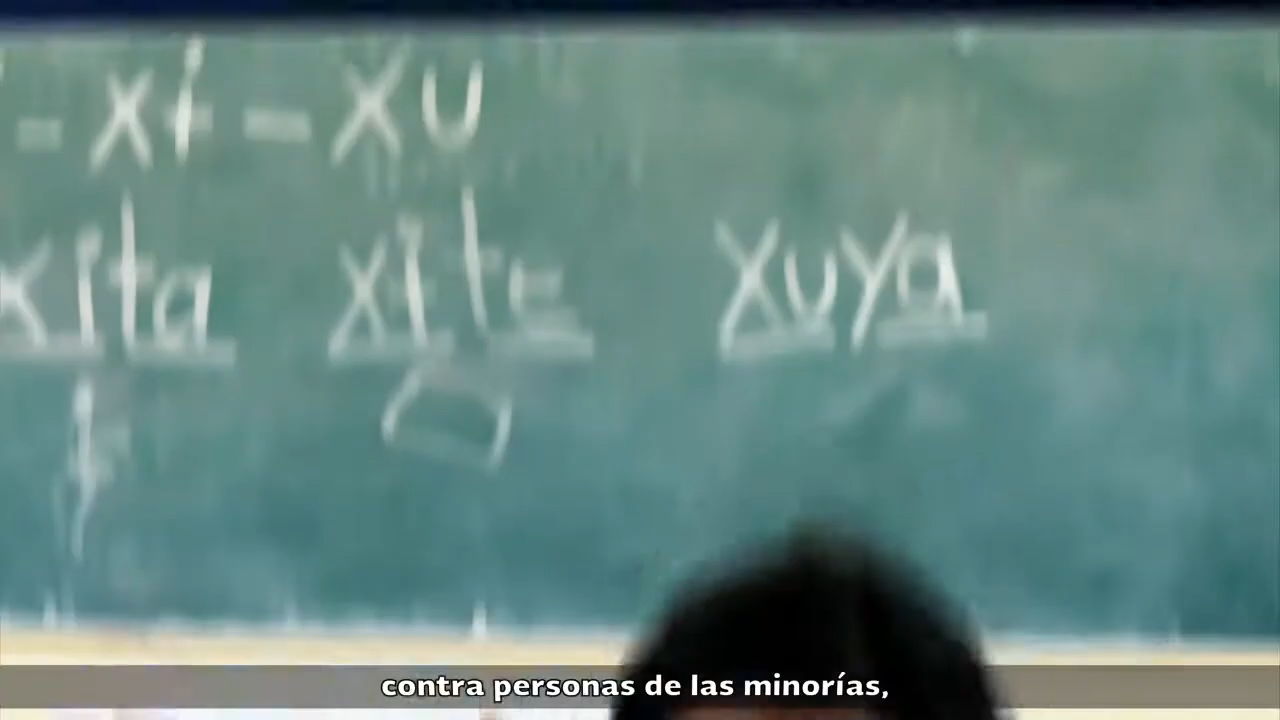 - xi - xu
xita xite xuya
contra personas de las minorías,